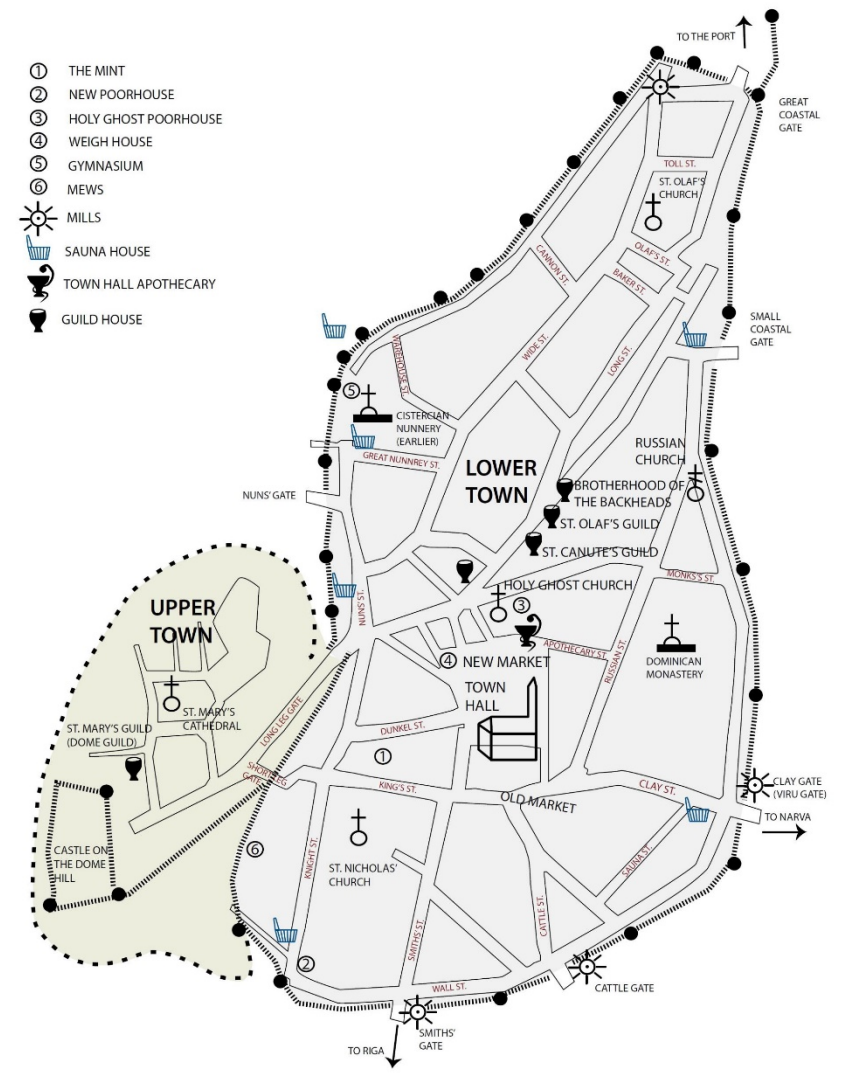 ① THE MINT
② NEW POORHOUSE
③ HOLY GHOST POORHOUSE
④ WEIGH HOUSE
⑤ GYMNASIUM
⑥ MEWS
MILLS
SAUNA HOUSE
TOWN HALL APOTHECARY
GUILD HOUSE
TO THE PORT
GREAT
COASTAL
GATE
TOLL ST.
ST. OLAF'S
CHURCH
OLAF'S ST.
CANNON ST.
BAKER ST.
SMALL
COASTAL
GATE
WIDE ST.
LONG ST.
WAREHOUSE ST.
⑤
CISTERCIAN
NUNNERY
(EARLIER)
GREAT NUNNREY ST.
NUNS' GATE
LOWER
TOWN
RUSSIAN
CHURCH
BROTHERHOOD OF
THE BACKHEADS
ST. OLAF'S GUILD
ST. CANUTE'S GUILD
MONKS'S ST.
HOLY GHOST CHURCH
③
NUNS' ST.
UPPER
TOWN
APOTHECARY ST.
RUSSIAN ST.
DOMINICAN
MONASTERY
④ NEW MARKET
TOWN
HALL
ST. MARY'S
CATHEDRAL
LONG LEG GATE
ST. MARY'S GUILD
(DOME GUILD)
DUNKEL ST.
①
SHORT LEG
GATE
KING'S ST.
OLD MARKET
CLAY ST.
CLAY GATE
(VIRU GATE)
TO NARVA
CASTLE ON
THE DOME
HILL
⑥
KNIGHT ST.
ST. NICHOLAS'
CHURCH
SAUNA ST.
CATTLE ST.
SMITHS' ST.
②
WALL ST.
CATTLE GATE
SMITHS'
GATE
TO RIGA